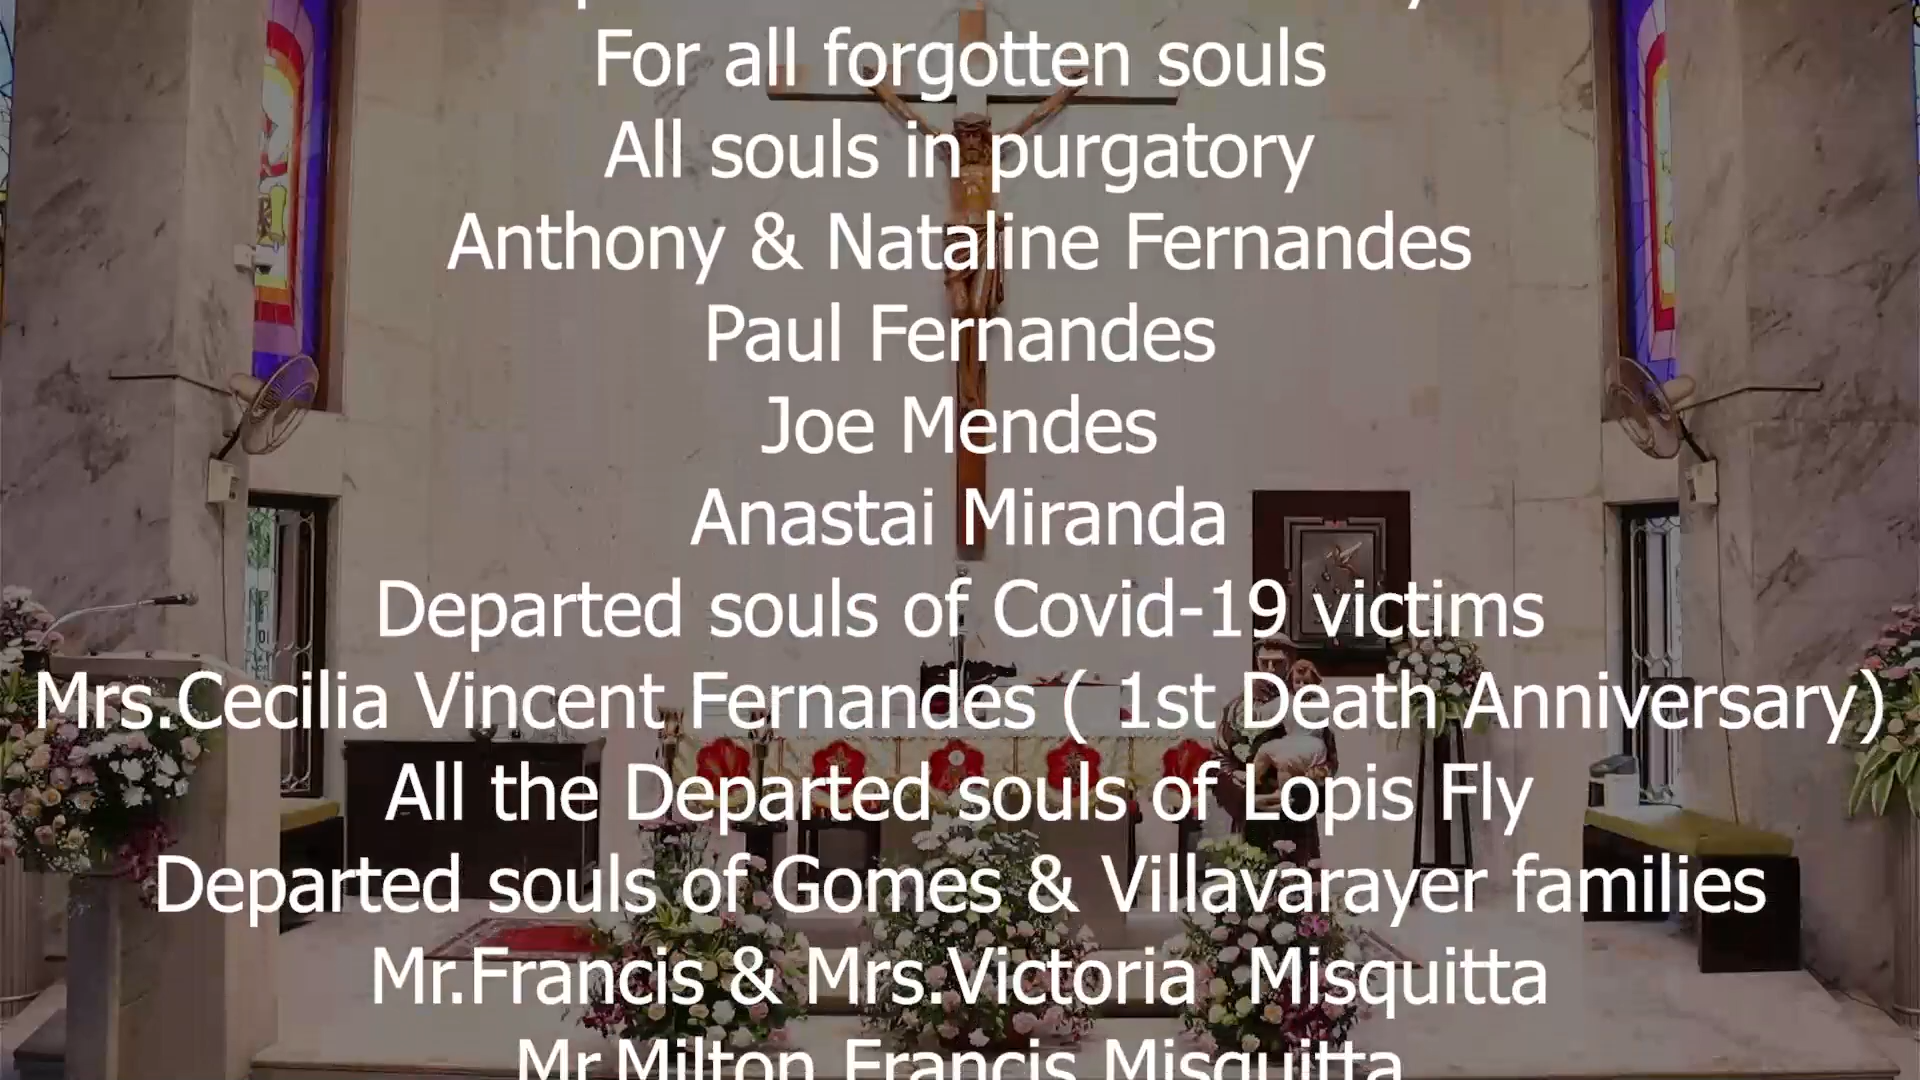 For all forgotten souls
All souls in purgatory
Anthony & Nataline Fernandes
Paul Fernandes
Joe Mendes
Anastai Miranda
Departed souls of Covid-19 victims
Mrs.Cecilia Vincent Fernandes ( 1st Death Anniversary)
All the Departed souls of Lopis Fly
Departed souls of Gomes & Villavarayer families
Mr.Francis & Mrs.Victoria  Misquitta
Mr.Milton Francis Misquitta